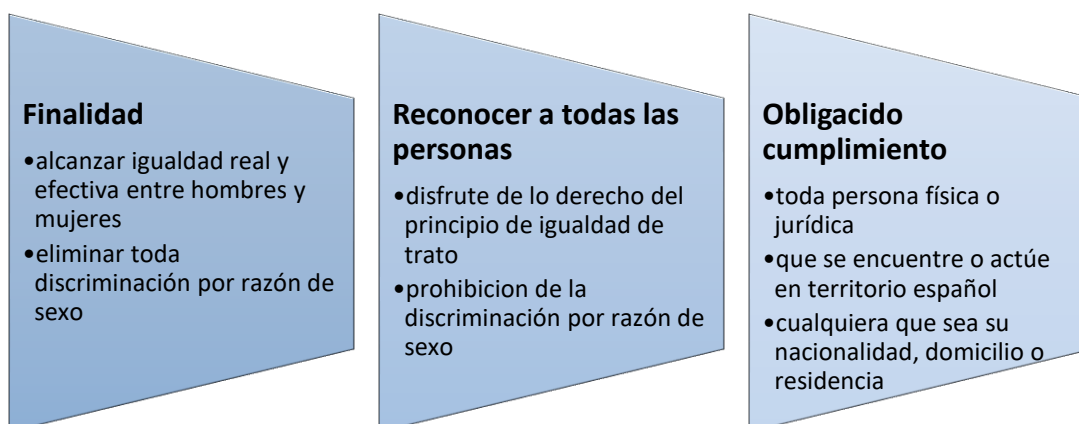 Finalidad
•alcanzar igualdad real y
efectiva entre hombres y
mujeres
•eliminar toda
discriminación por razón de
sexo
Reconocer a todas las
personas
•disfrute de lo derecho del
principio de igualdad de
trato
•prohibicion de la
discriminación por razón de
sexo
Obligacido
cumplimiento
•toda persona física o
jurídica
•que se encuentre o actúe
en territorio español
•cualquiera que sea su
nacionalidad, domicilio o
residencia